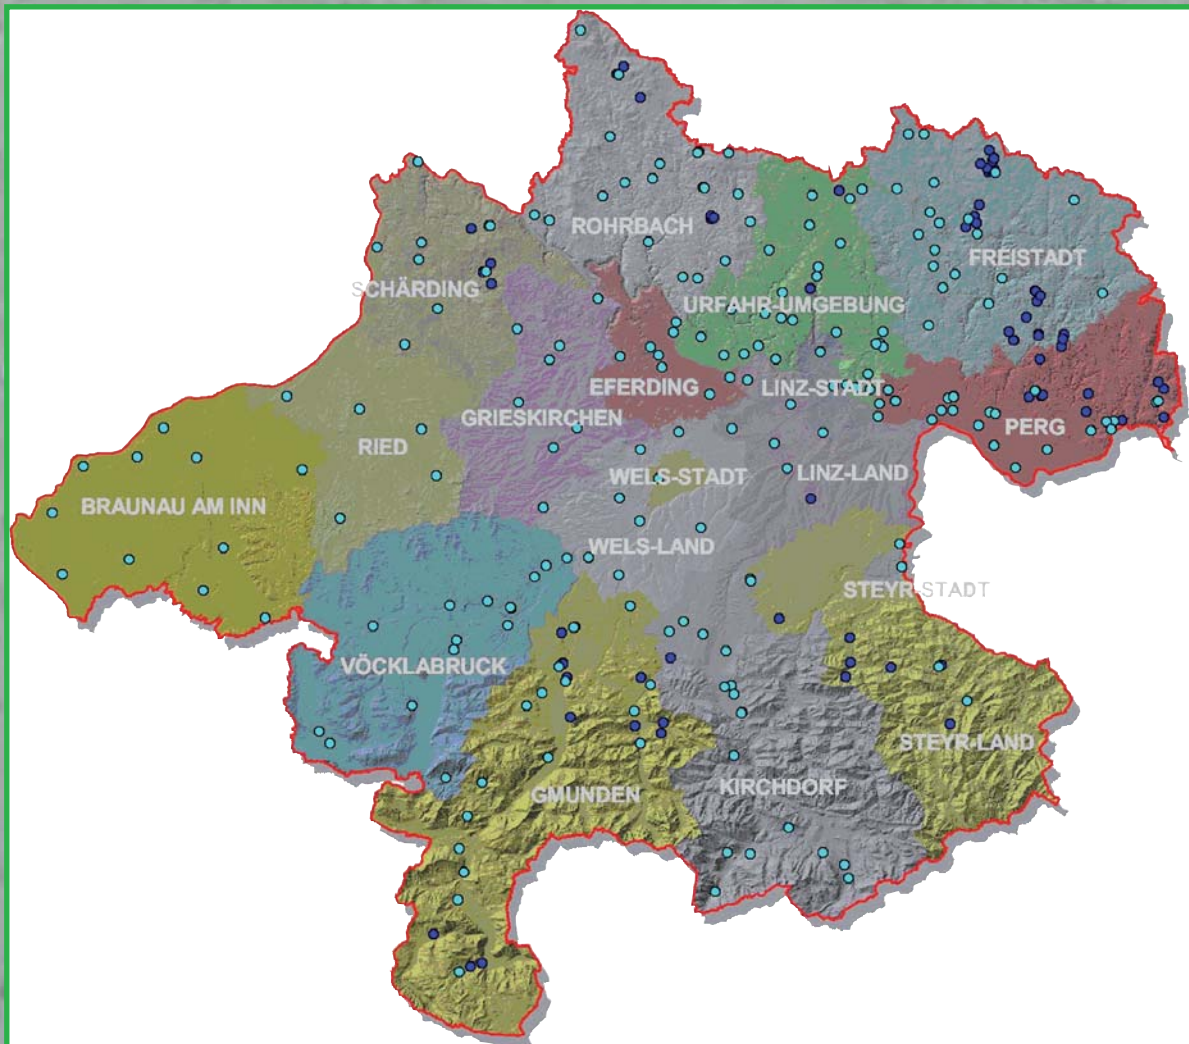 ROHRBACH
FREISTADT
SCHÄRDING
URFAHR-UMGEBUNG
EFERDING
LINZ-STADT
GRIESKIRCHEN
PERG
RIED
WELS-STADT
LINZ-LAND
BRAUNAU AM INN
WELS-LAND
STEYR-STADT
VÖCKLABRUCK
STEYR-LAND
KIRCHDORF
GMUNDEN